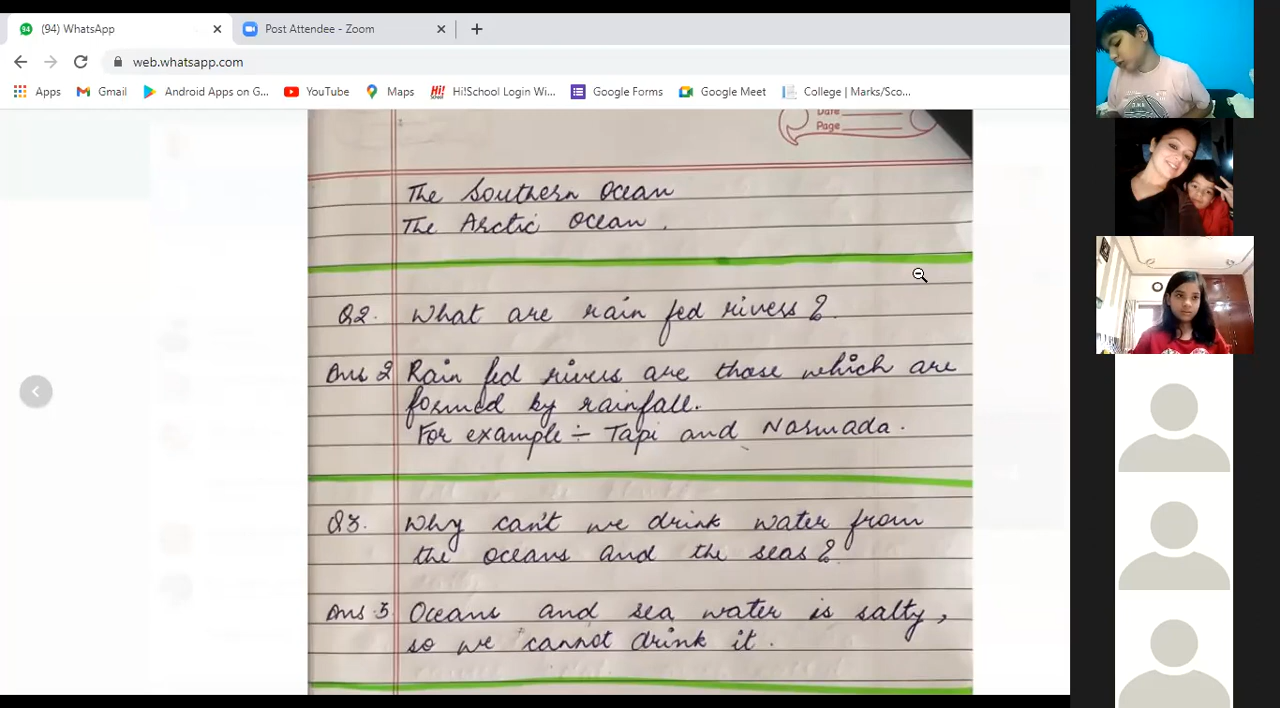 (94) WhatsApp
Post Attendee - Zoom
web.whatsapp.com
Apps
Gmail
Android Apps on G...
YouTube
Maps
Hi! Hi!School Login Wi...
Google Forms
Google Meet
College | Marks/Sco...
Date
Page
The Southern Ocean
The Arctic Ocean.
Q2. What are rain fed rivers?
Ans 2 Rain fed rivers are those which are
formed by rainfall.
For example ÷ Tapi and Narmada.
Q3. Why can't we drink water from
the oceans and the seas?
Ans 3 Oceans and sea water is salty,
so we cannot drink it.